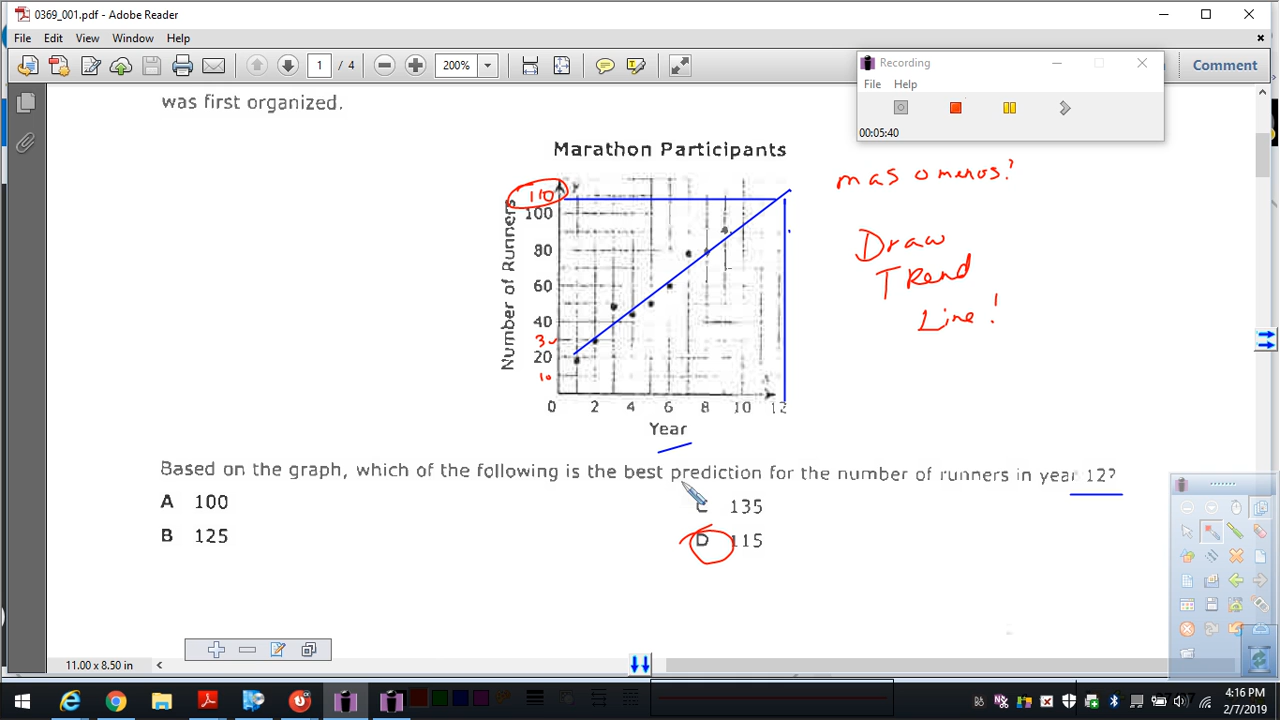 0369_001.pdf - Adobe Reader
File Edit View Window Help
1 / 4
200%
Comment
Recording
File Help
00:05:40
was first organized.
Marathon Participants
mas o menos?
110
100
80
60
40
30
20
10
0 2 4 6 8 10 12
Number of Runners
Year
Draw
Trend
Line!
Based on the graph, which of the following is the best prediction for the number of runners in year 12?
A 100
C 135
B 125
D 115
11.00 x 8.50 in
4:16 PM
2/7/2019